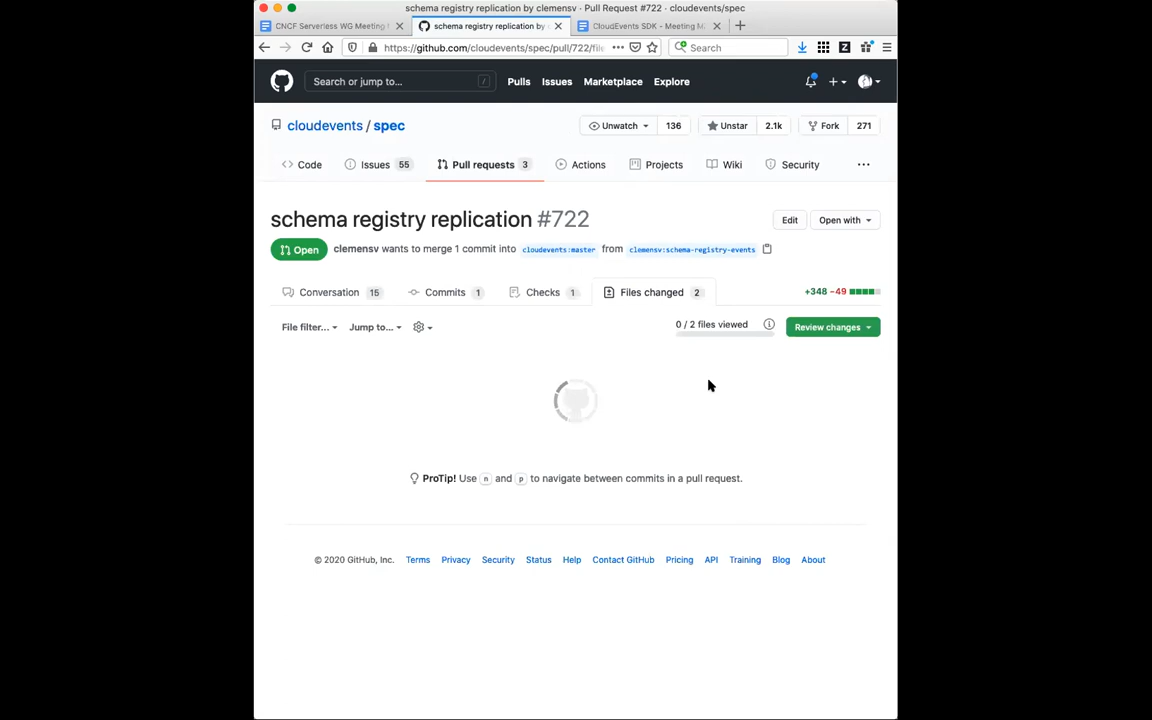 schema registry replication by clemensv · Pull Request #722 · cloudevents/spec
CNCF Serverless WG Meeting
schema registry replication by
CloudEvents SDK - Meeting M
https://github.com/cloudevents/spec/pull/722/file
Search
Search or jump to...
/
Pulls
Issues
Marketplace
Explore
cloudevents / spec
Unwatch
136
Unstar
2.1k
Fork
271
Code
Issues 55
Pull requests 3
Actions
Projects
Wiki
Security
schema registry replication #722
Edit
Open with
Open
clemensv wants to merge 1 commit into cloudevents:master from clemensv:schema-registry-events
Conversation 15
Commits 1
Checks 1
Files changed 2
+348 −49
File filter...
Jump to...
0 / 2 files viewed
Review changes
ProTip! Use n and p to navigate between commits in a pull request.
© 2020 GitHub, Inc.
Terms
Privacy
Security
Status
Help
Contact GitHub
Pricing
API
Training
Blog
About